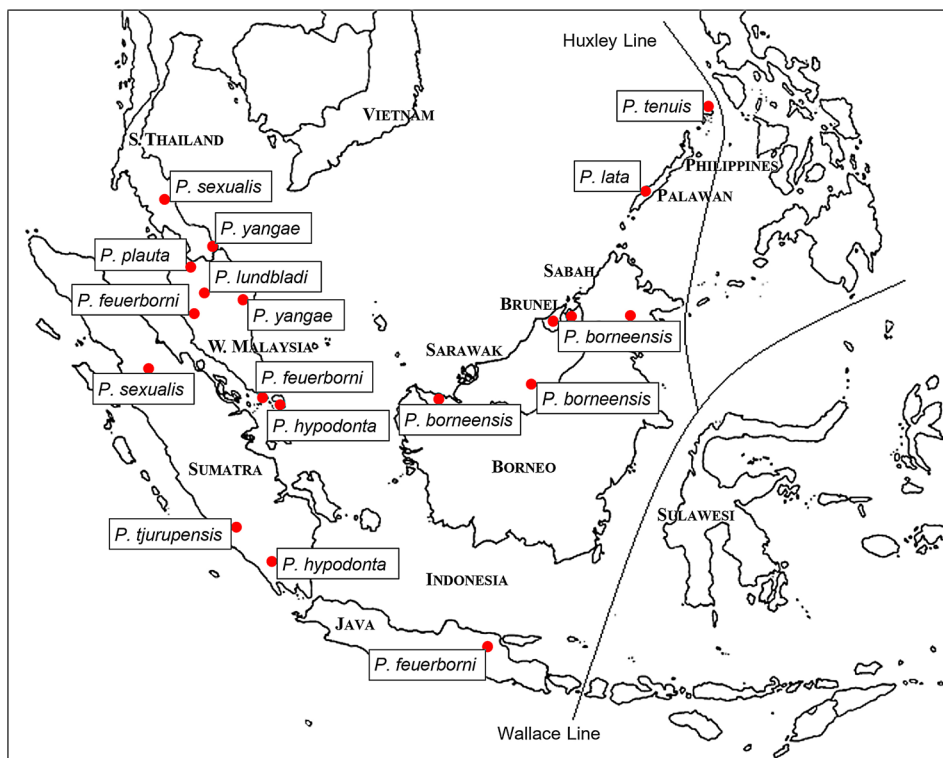 Huxley Line
P. tenuis
VIETNAM
S. THAILAND
PHILIPPINES
P. lata
P. sexualis
PALAWAN
P. yangae
P. plauta
P. lundbladi
SABAH
P. feuerborni
BRUNEI
P. yangae
P. borneensis
W. MALAYSIA
SARAWAK
P. feuerborni
P. sexualis
P. borneensis
P. hypodonta
P. borneensis
SUMATRA
BORNEO
SULAWESI
P. tjurupensis
P. hypodonta
INDONESIA
JAVA
P. feuerborni
Wallace Line